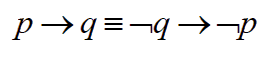 p → q ≡ ¬q → ¬p